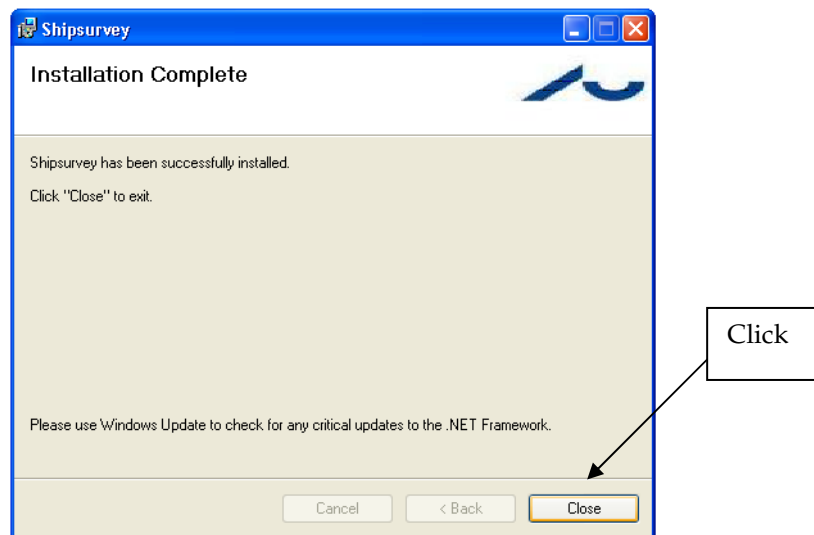 Shipsurvey
Installation Complete
Shipsurvey has been successfully installed.
Click "Close" to exit.
Click
Please use Windows Update to check for any critical updates to the .NET Framework.
Cancel
< Back
Close